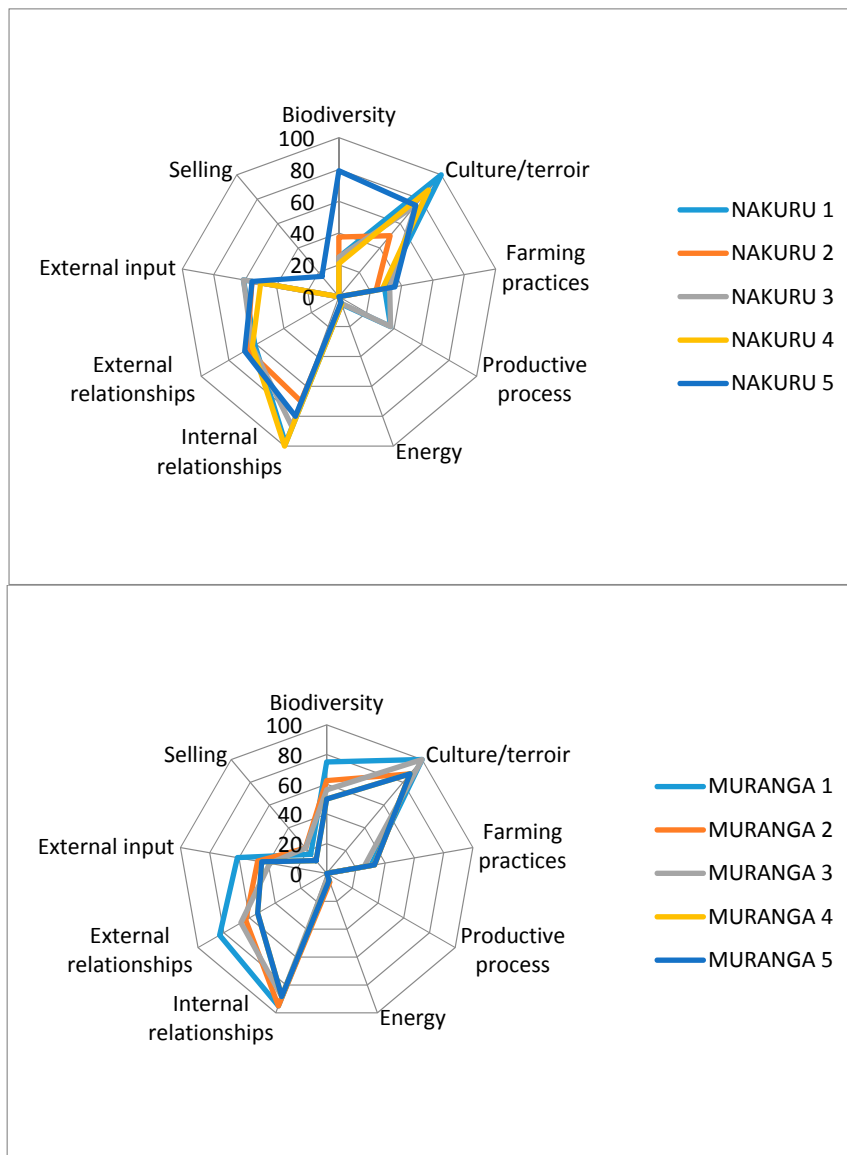 Biodiversity
100
80
60
40
20
0
Culture/terroir
Farming
practices
Productive
process
Energy
Internal
relationships
External
relationships
External input
Selling
NAKURU 1
NAKURU 2
NAKURU 3
NAKURU 4
NAKURU 5
Biodiversity
100
80
60
40
20
0
Culture/terroir
Farming
practices
Productive
process
Energy
Internal
relationships
External
relationships
External input
Selling
MURANGA 1
MURANGA 2
MURANGA 3
MURANGA 4
MURANGA 5